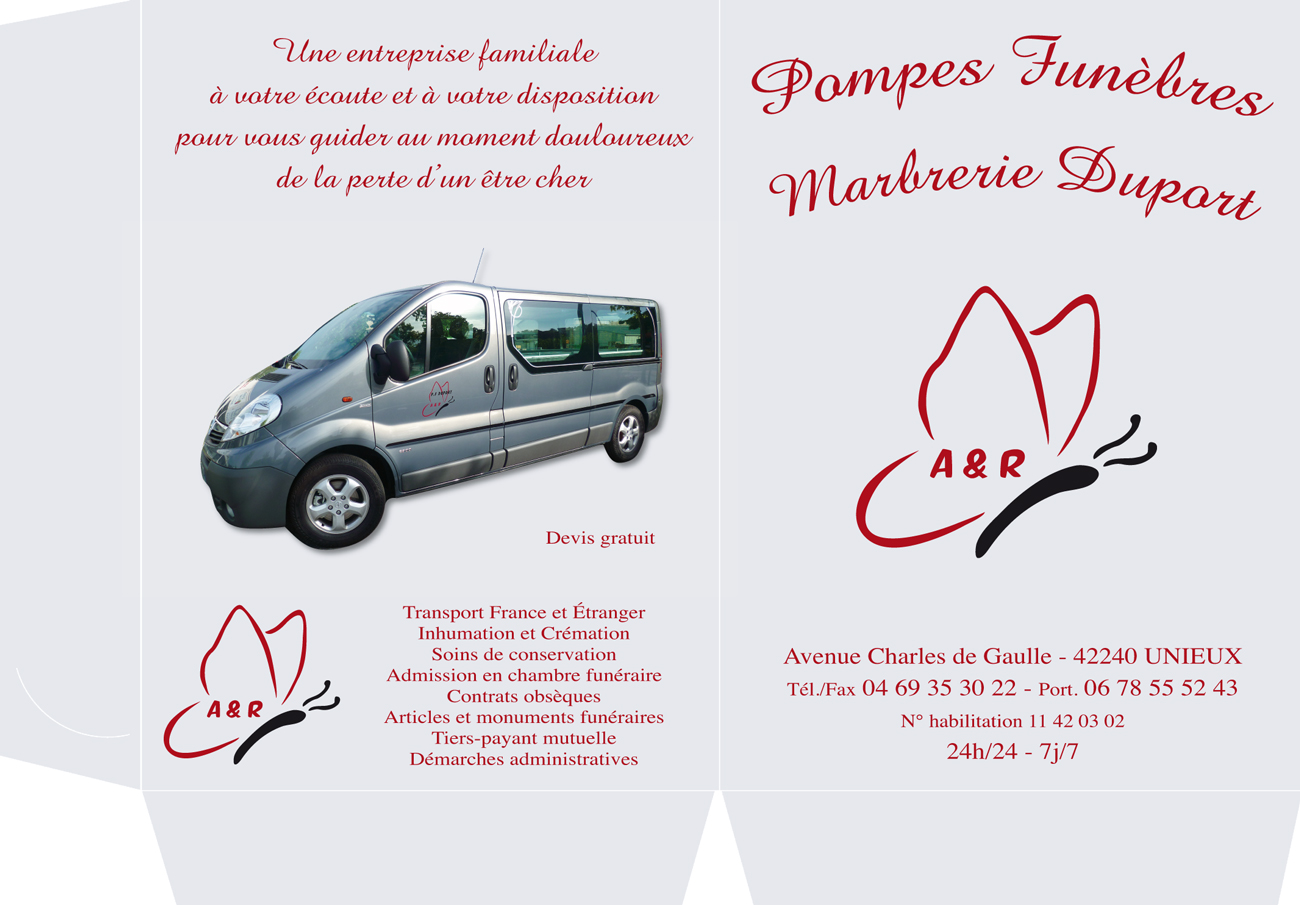 Une entreprise familiale
à votre écoute et à votre disposition
pour vous guider au moment douloureux
de la perte d'un être cher
Devis gratuit
A & R
Transport France et Étranger
Inhumation et Crémation
Soins de conservation
Admission en chambre funéraire
Contrats obsèques
Articles et monuments funéraires
Tiers-payant mutuelle
Démarches administratives
Pompes Funèbres
Marbrerie Duport
A & R
Avenue Charles de Gaulle - 42240 UNIEUX
Tél./Fax 04 69 35 30 22 - Port. 06 78 55 52 43
N° habilitation 11 42 03 02
24h/24 - 7j/7